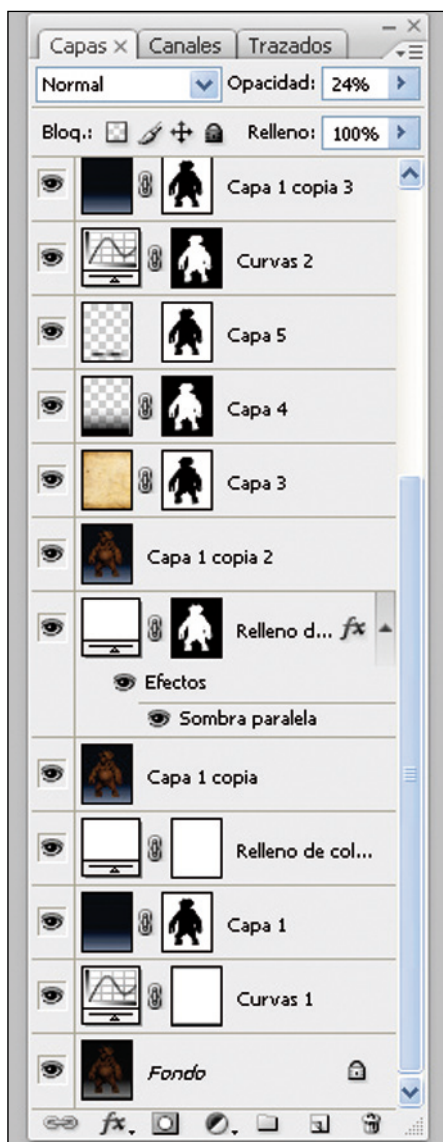 Capas × Canales Trazados
Normal Opacidad: 24%
Bloq.: Relleno: 100%
Capa 1 copia 3
Curvas 2
Capa 5
Capa 4
Capa 3
Capa 1 copia 2
Relleno d... fx
Efectos
Sombra paralela
Capa 1 copia
Relleno de col...
Capa 1
Curvas 1
Fondo
fx.